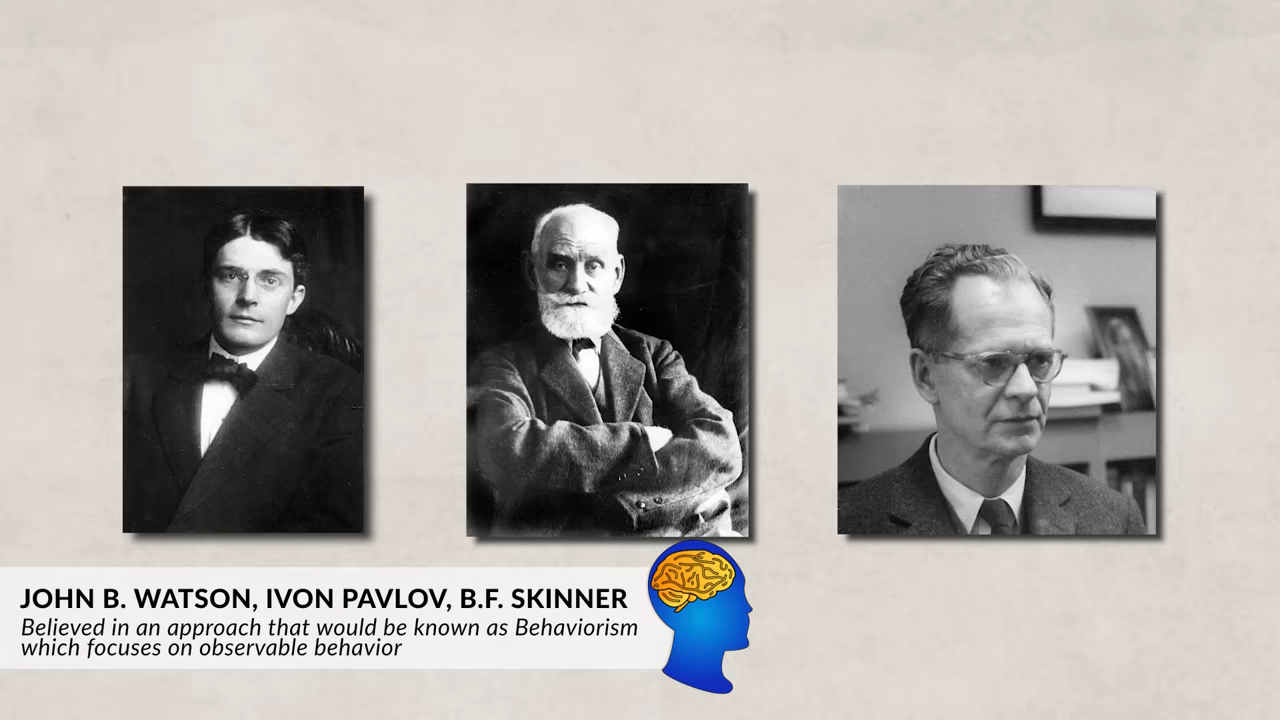 JOHN B. WATSON, IVON PAVLOV, B.F. SKINNER
Believed in an approach that would be known as Behaviorism
which focuses on observable behavior